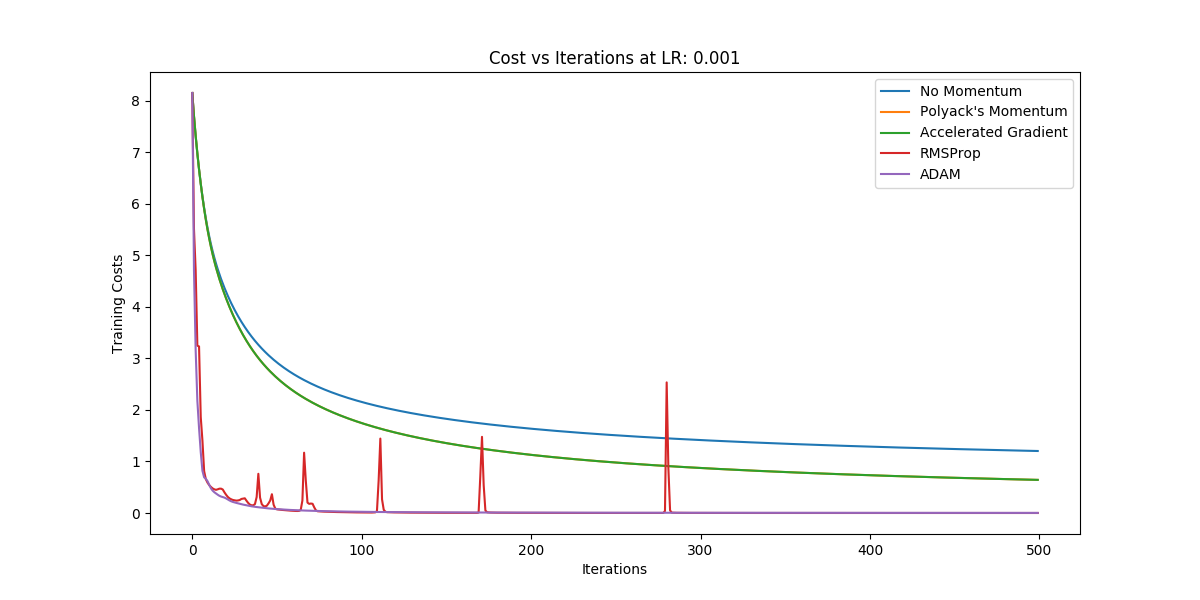 Cost vs Iterations at LR: 0.001
No Momentum
Polyack's Momentum
Accelerated Gradient
RMSProp
ADAM
Training Costs
8
7
6
5
4
3
2
1
0
0 100 200 300 400 500
Iterations